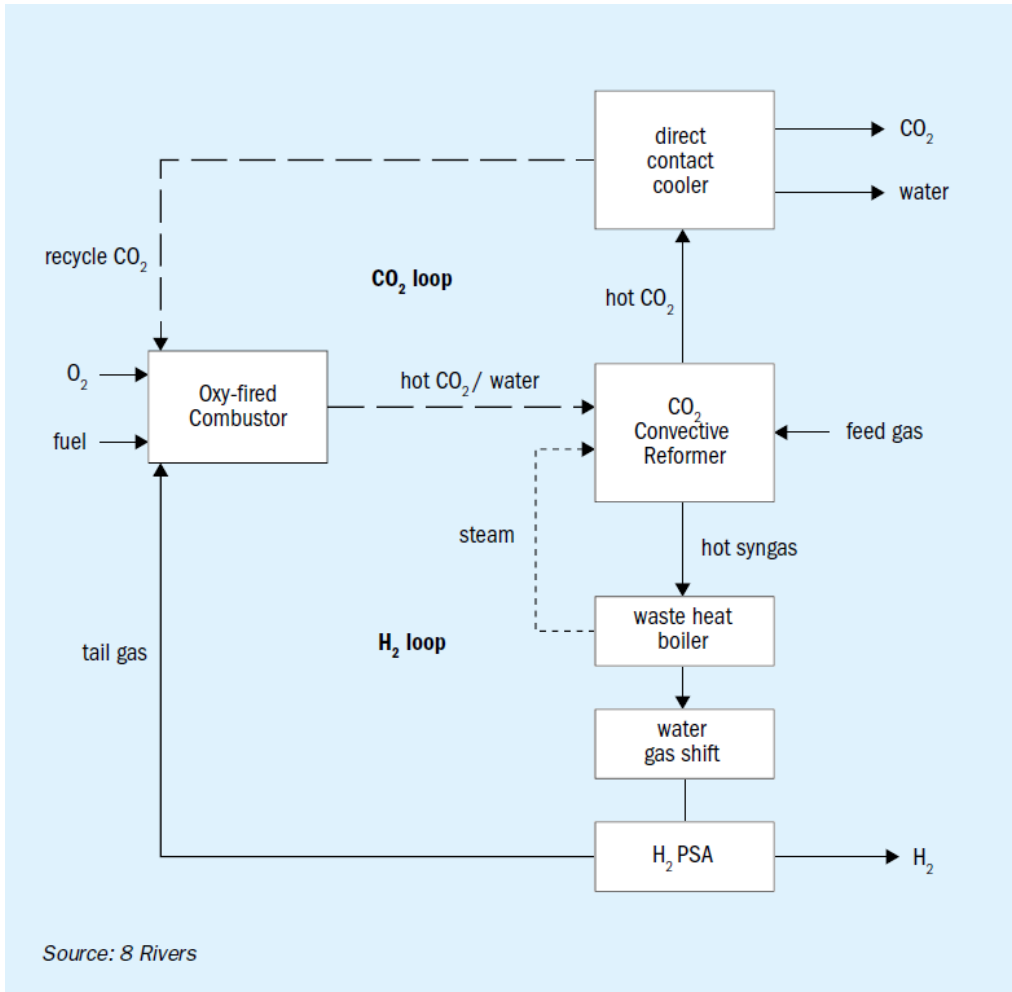 direct
contact
cooler
CO₂
water
recycle CO₂
CO₂ loop
hot CO₂
O₂
fuel
Oxy-fired
Combustor
hot CO₂ / water
CO₂
Convective
Reformer
feed gas
steam
hot syngas
waste heat
boiler
tail gas
H₂ loop
water
gas shift
H₂ PSA
H₂
Source: 8 Rivers